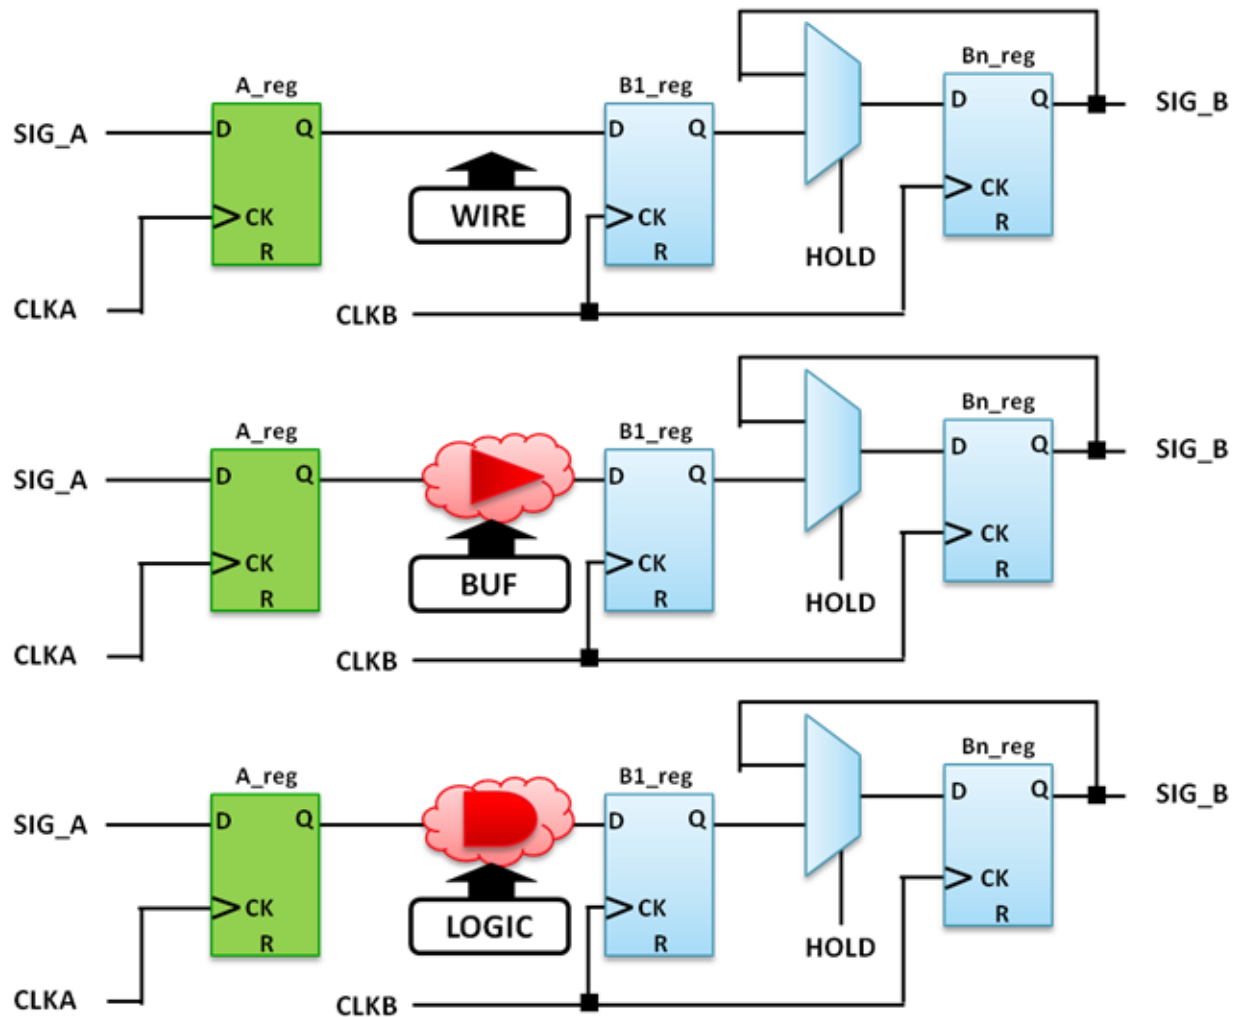 A_reg
B1_reg
Bn_reg
SIG_A
D
Q
D
Q
D
Q
SIG_B
WIRE
CK
R
CK
R
CK
R
HOLD
CLKA
CLKB
A_reg
B1_reg
Bn_reg
SIG_A
D
Q
D
Q
D
Q
SIG_B
BUF
CK
R
CK
R
CK
R
HOLD
CLKA
CLKB
A_reg
B1_reg
Bn_reg
SIG_A
D
Q
D
Q
D
Q
SIG_B
LOGIC
CK
R
CK
R
CK
R
HOLD
CLKA
CLKB